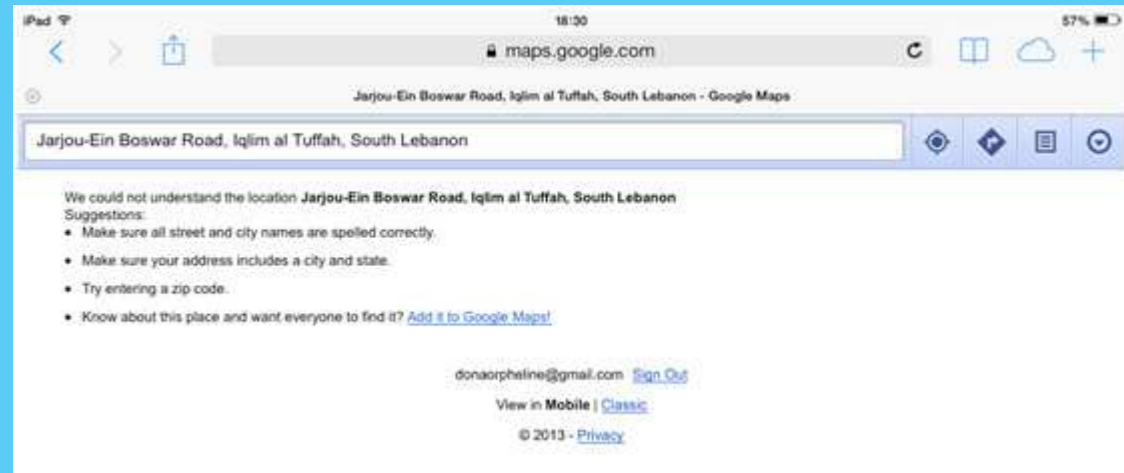 iPad 18:30 57%
maps.google.com
Jarjou-Ein Boswar Road, Iqlim al Tuffah, South Lebanon - Google Maps
Jarjou-Ein Boswar Road, Iqlim al Tuffah, South Lebanon
We could not understand the location Jarjou-Ein Boswar Road, Iqlim al Tuffah, South Lebanon
Suggestions:
• Make sure all street and city names are spelled correctly.
• Make sure your address includes a city and state.
• Try entering a zip code.
• Know about this place and want everyone to find it? Add it to Google Maps!
donaorpheline@gmail.com Sign Out
View in Mobile | Classic
© 2013 - Privacy